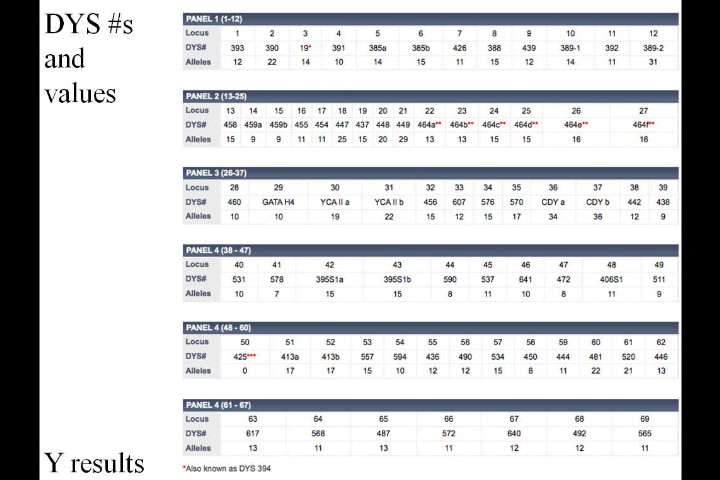 DYS #s
and
values
PANEL 1 (1-12)
Locus 1 2 3 4 5 6 7 8 9 10 11 12
DYS# 393 390 19* 391 385a 385b 426 388 439 389-1 392 389-2
Alleles 12 22 14 10 14 15 11 15 12 14 11 31
PANEL 2 (13-25)
Locus 13 14 15 16 17 18 19 20 21 22 23 24 25 26 27
DYS# 458 459a 459b 455 454 447 437 448 449 464a** 464b** 464c** 464d** 464e** 464f**
Alleles 15 9 9 11 11 25 15 20 29 13 13 15 15 16 16
PANEL 3 (26-37)
Locus 28 29 30 31 32 33 34 35 36 37 38 39
DYS# 460 GATA H4 YCA II a YCA II b 456 607 576 570 CDY a CDY b 442 438
Alleles 10 10 19 22 15 12 15 17 34 36 12 9
PANEL 4 (38 - 47)
Locus 40 41 42 43 44 45 46 47 48 49
DYS# 531 578 395S1a 395S1b 590 537 641 472 406S1 511
Alleles 10 7 15 15 8 11 10 8 11 9
PANEL 4 (48 - 60)
Locus 50 51 52 53 54 55 56 57 58 59 60 61 62
DYS# 425*** 413a 413b 557 594 436 490 534 450 444 481 520 446
Alleles 0 17 17 15 10 12 12 15 8 11 22 21 13
PANEL 4 (61 - 67)
Locus 63 64 65 66 67 68 69
DYS# 617 568 487 572 640 492 565
Alleles 13 11 13 11 12 12 11
*Also known as DYS 394
Y results